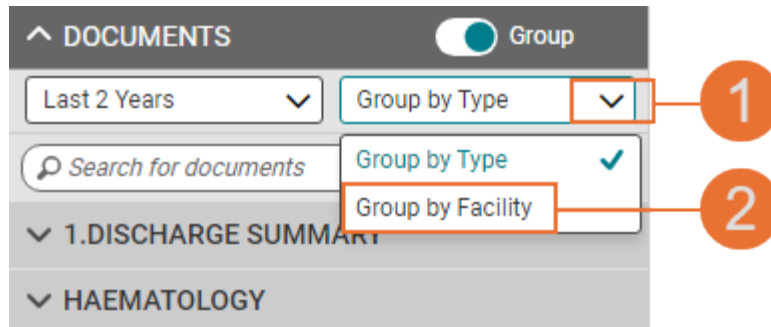 DOCUMENTS Group
Last 2 Years Group by Type
1
Search for documents Group by Type
Group by Facility
2
1.DISCHARGE SUMMARY
HAEMATOLOGY